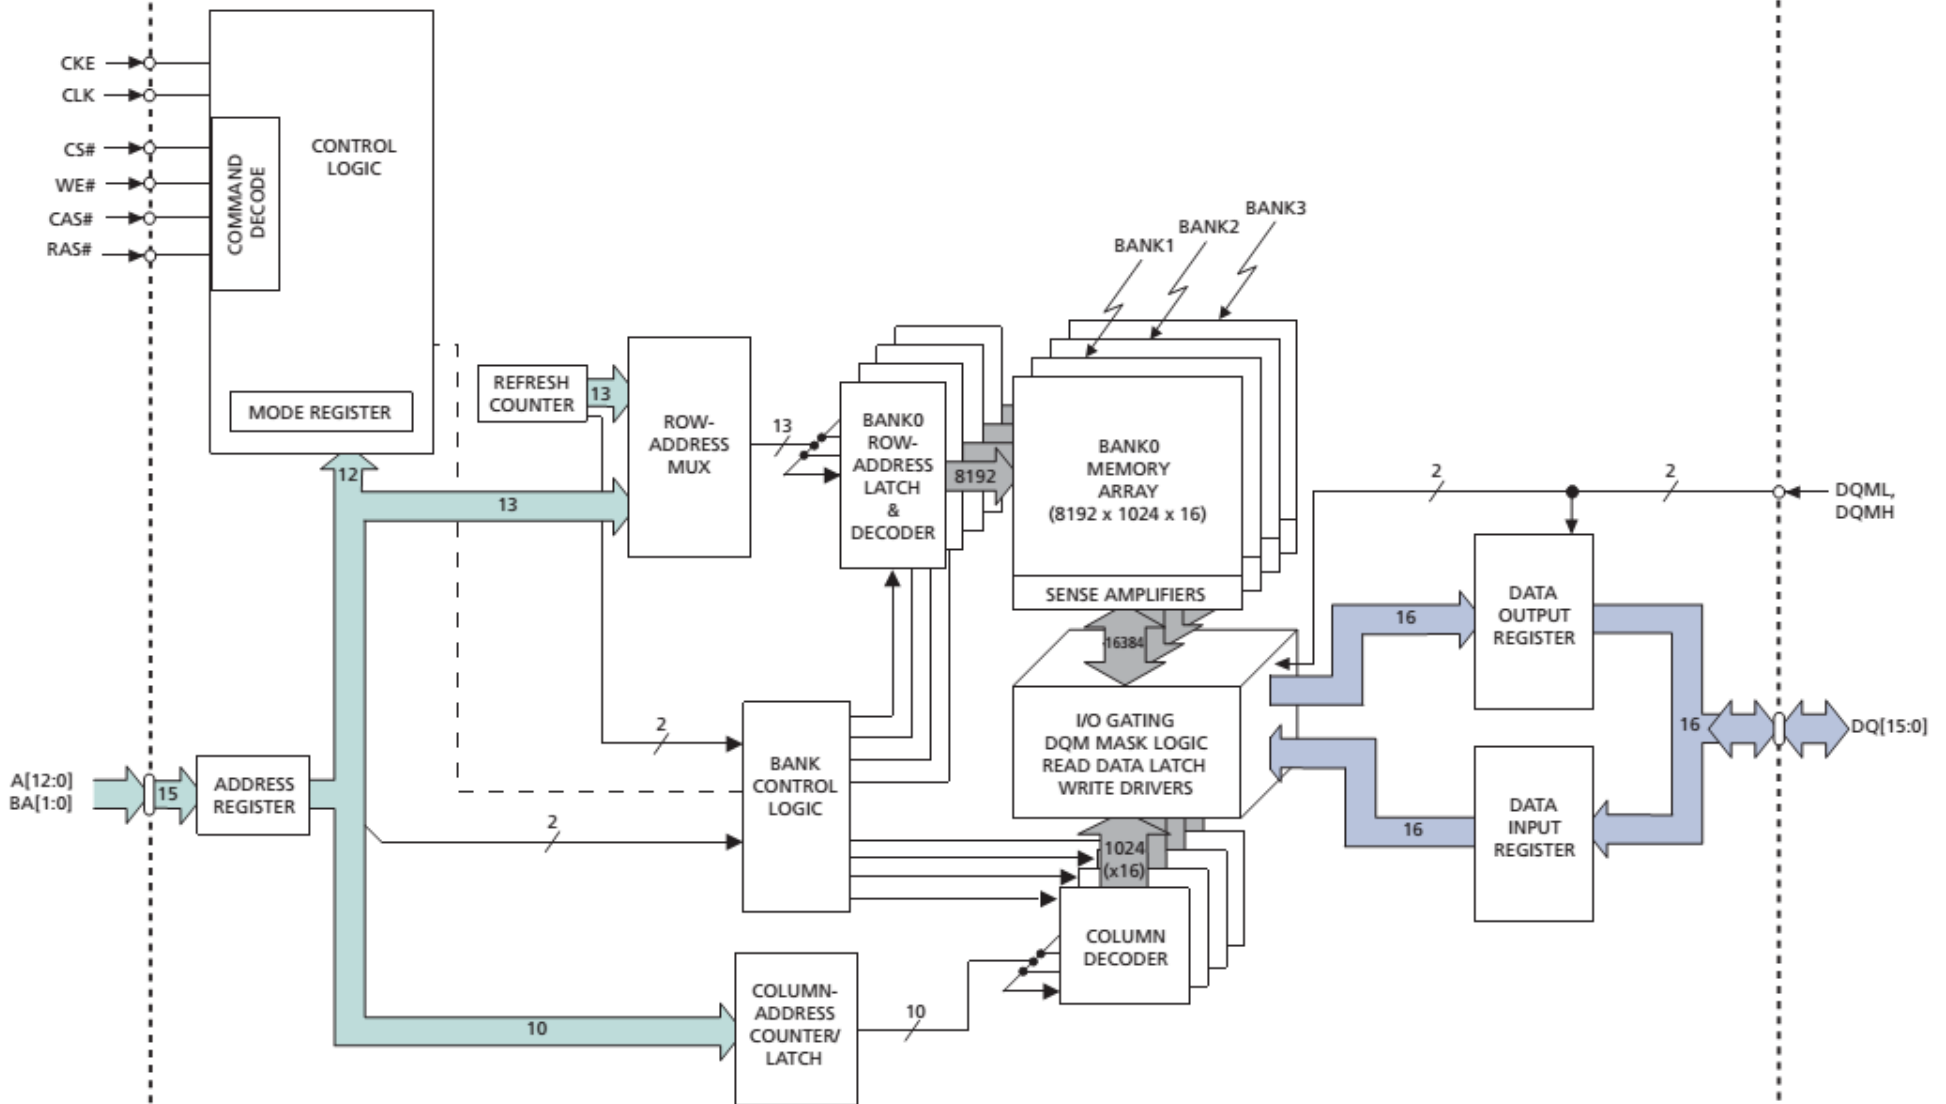 CKE
CLK
CS#
WE#
CAS#
RAS#
COMMAND
DECODE
CONTROL
LOGIC
MODE REGISTER
12
REFRESH
COUNTER
13
13
ROW-
ADDRESS
MUX
13
BANK0
ROW-
ADDRESS
LATCH
&
DECODER
8192
BANK1
BANK2
BANK3
BANK0
MEMORY
ARRAY
(8192 x 1024 x 16)
SENSE AMPLIFIERS
16384
I/O GATING
DQM MASK LOGIC
READ DATA LATCH
WRITE DRIVERS
2
2
DQML,
DQMH
16
DATA
OUTPUT
REGISTER
16
DQ[15:0]
16
DATA
INPUT
REGISTER
A[12:0]
BA[1:0]
15
ADDRESS
REGISTER
2
2
BANK
CONTROL
LOGIC
1024
(x16)
COLUMN
DECODER
10
COLUMN-
ADDRESS
COUNTER/
LATCH
10